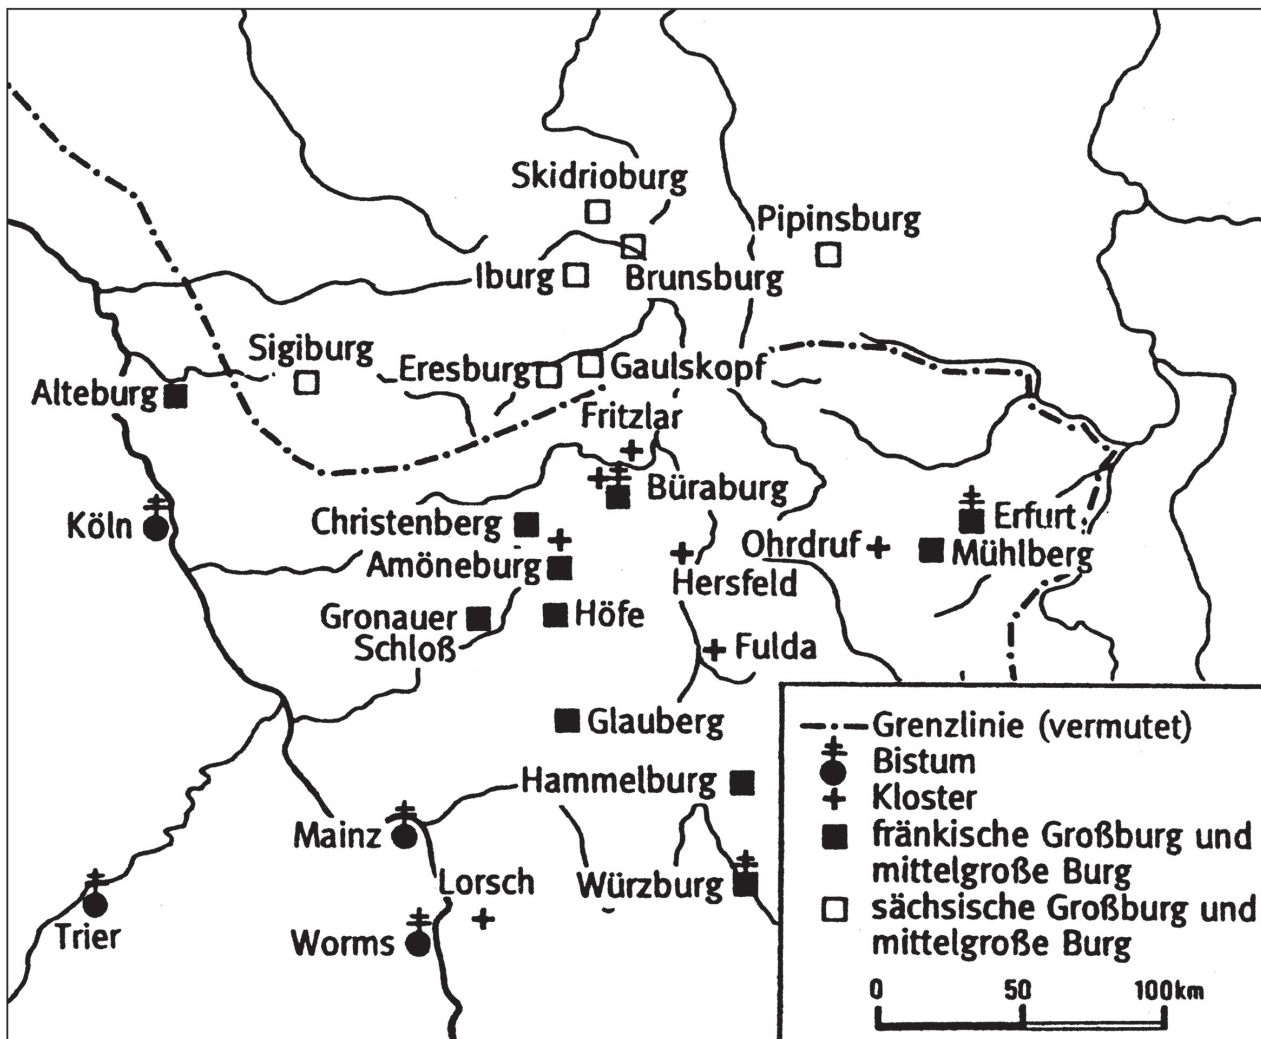 Skidrioburg
Pipinsburg
Iburg
Brunsburg
Sigiburg
Eresburg
Gaulskopf
Alteburg
Fritzlar
Büraburg
Köln
Christenberg
Erfurt
Ohrdruf
Mühlberg
Amöneburg
Hersfeld
Gronauer
Schloß
Höfe
Fulda
Glauberg
Hammelburg
Mainz
Lorsch
Würzburg
Trier
Worms
Grenzlinie (vermutet)
Bistum
Kloster
fränkische Großburg und
mittelgroße Burg
sächsische Großburg und
mittelgroße Burg
0 50 100km